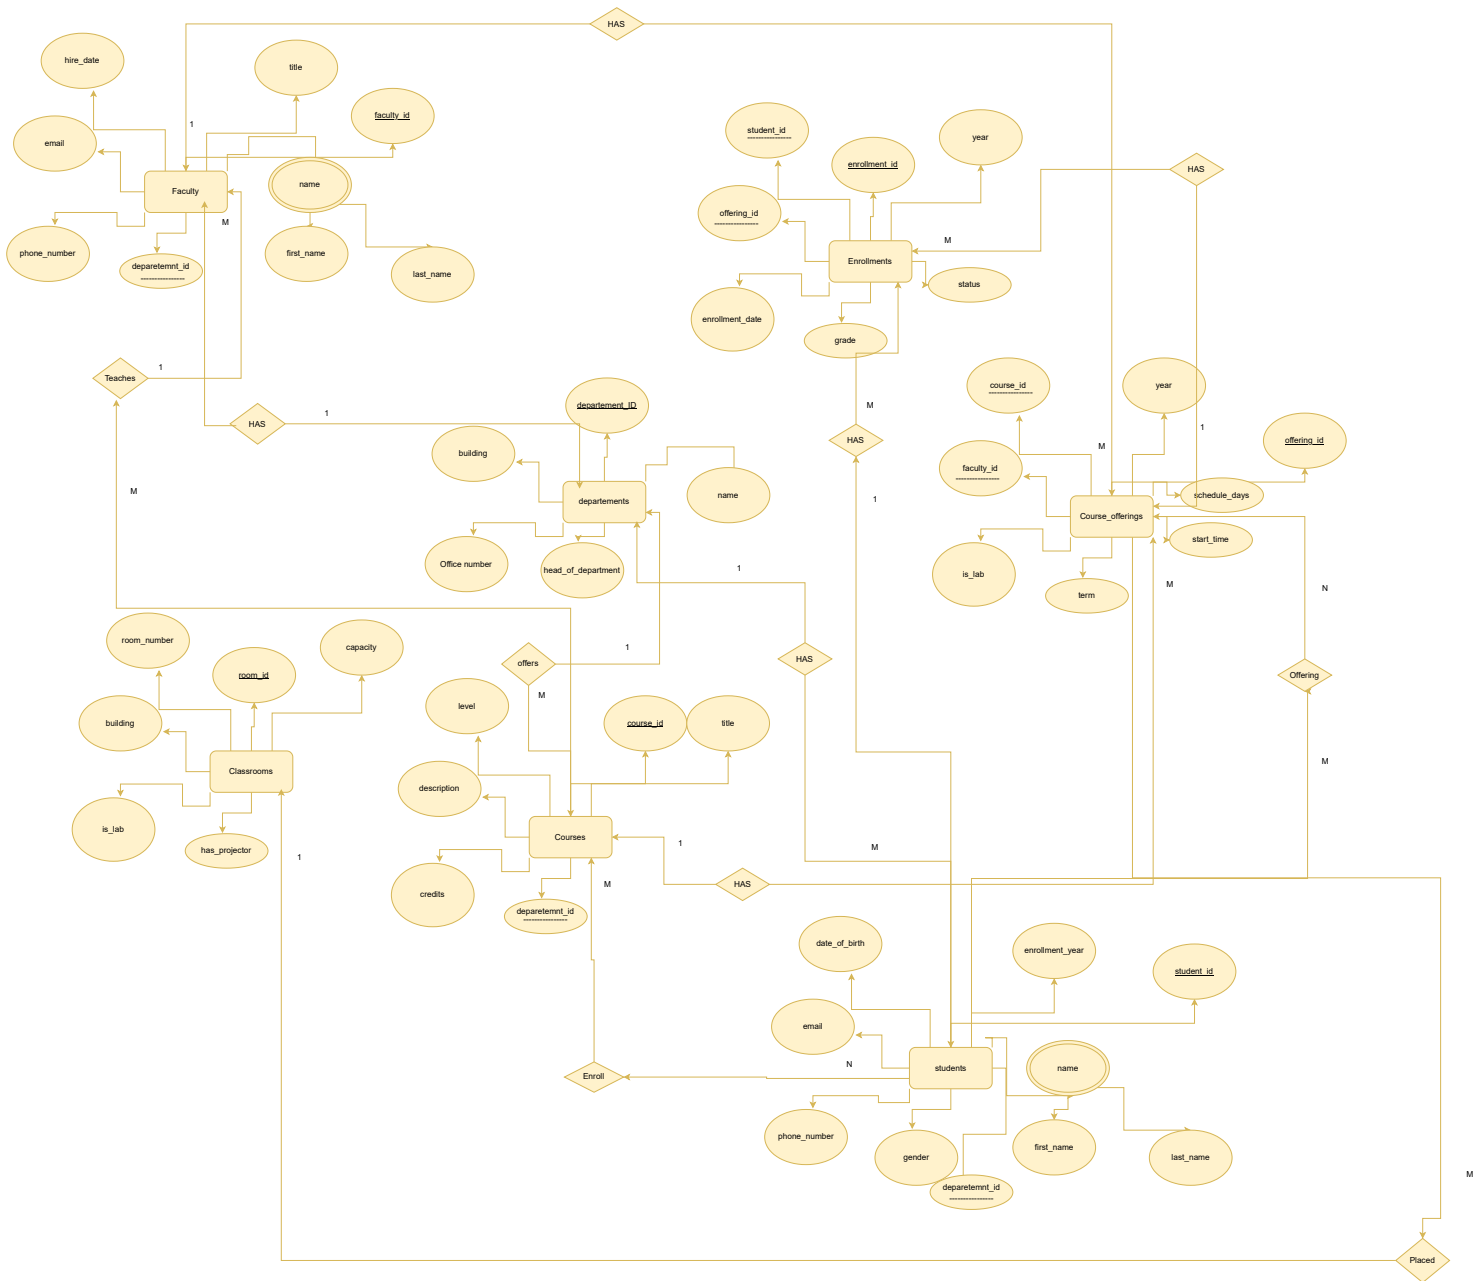 HAS
hire_date
title
faculty_id
email
1
Faculty
name
M
phone_number
deparetemnt_id
first_name
last_name
student_id
enrollment_id
year
HAS
offering_id
M
Enrollments
status
enrollment_date
grade
Teaches
1
HAS
1
departement_ID
M
HAS
course_id
year
1
offering_id
building
name
M
faculty_id
schedule_days
M
departements
1
Course_offerings
start_time
Office number
head_of_department
1
is_lab
term
M
N
room_number
capacity
offers
1
HAS
room_id
M
Offering
level
building
course_id
title
M
Classrooms
description
is_lab
has_projector
1
Courses
1
M
credits
M
HAS
deparetemnt_id
date_of_birth
enrollment_year
student_id
email
Enroll
N
students
name
phone_number
gender
first_name
last_name
deparetemnt_id
M
Placed